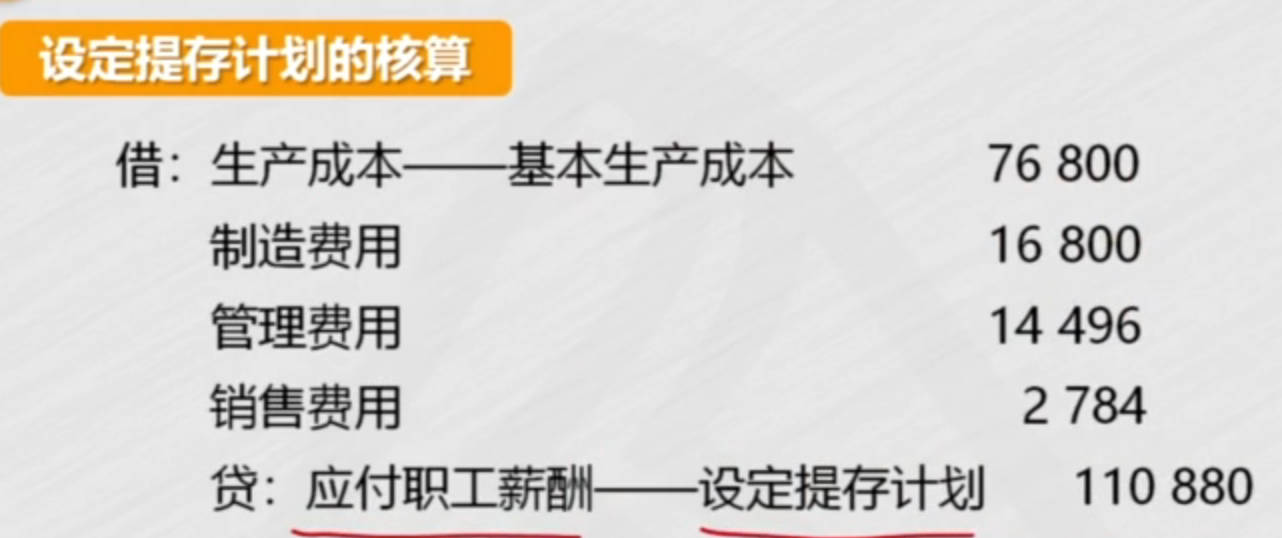 设定提存计划的核算
借：生产成本——基本生产成本 76 800
制造费用 16 800
管理费用 14 496
销售费用 2 784
贷：应付职工薪酬——设定提存计划 110 880